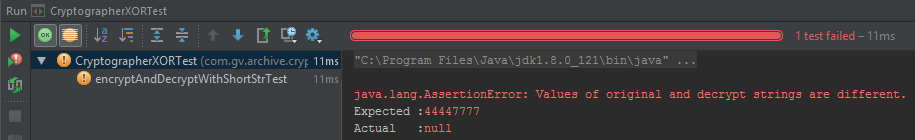 Run CryptographerXORTest
OK
1 test failed – 11ms
CryptographerXORTest (com.gv.archive.cryp 11ms
encryptAndDecryptWithShortStrTest 11ms
"C:\Program Files\Java\jdk1.8.0_121\bin\java" ...
java.lang.AssertionError: Values of original and decrypt strings are different.
Expected :44447777
Actual   :null